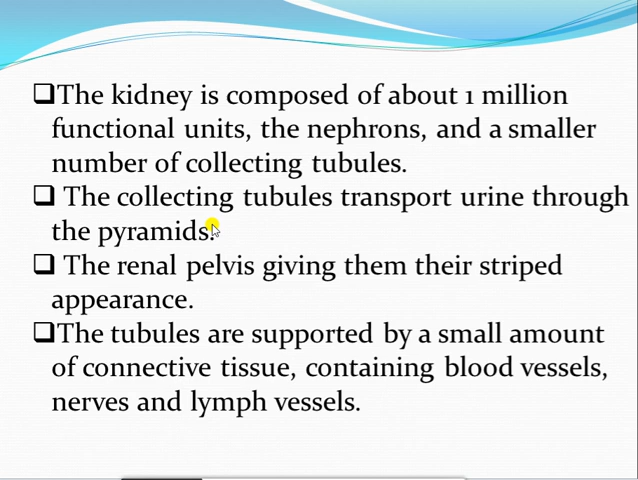 ❑The kidney is composed of about 1 million
functional units, the nephrons, and a smaller
number of collecting tubules.
❑ The collecting tubules transport urine through
the pyramids.
❑ The renal pelvis giving them their striped
appearance.
❑The tubules are supported by a small amount
of connective tissue, containing blood vessels,
nerves and lymph vessels.